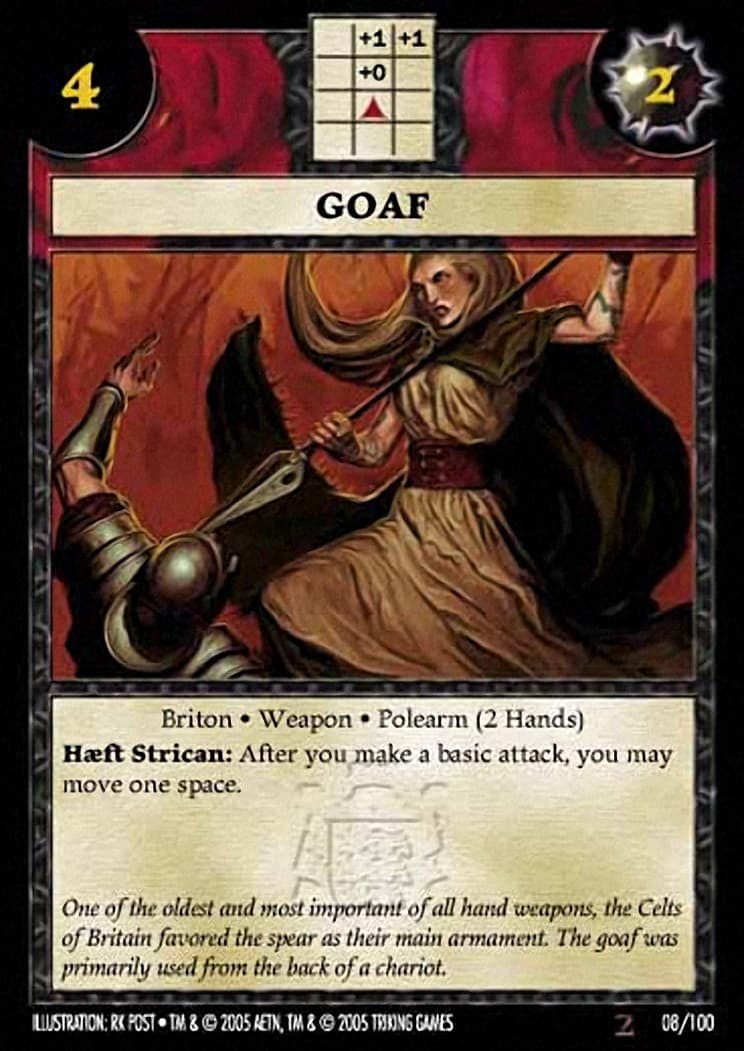 4
+1 +1
+0
2
GOAF
Briton • Weapon • Polearm (2 Hands)
Hæft Strican: After you make a basic attack, you may
move one space.
One of the oldest and most important of all hand weapons, the Celts
of Britain favored the spear as their main armament. The goaf was
primarily used from the back of a chariot.
ILLUSTRATION: RK POST • TM & © 2005 AETN, TM & © 2005 TRIKING GAMES
2 08/100